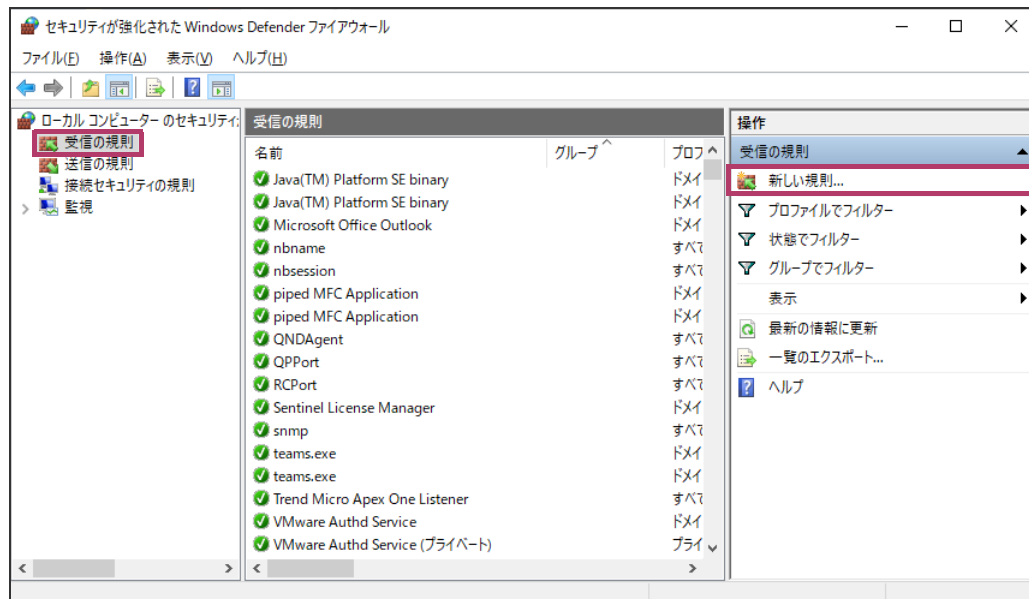 セキュリティが強化された Windows Defender ファイアウォール
ファイル(F) 操作(A) 表示(V) ヘルプ(H)
ローカル コンピューター のセキュリティ
受信の規則
送信の規則
接続セキュリティの規則
監視
受信の規則
名前 グループ プロフ
Java(TM) Platform SE binary ドメイ
Java(TM) Platform SE binary ドメイ
Microsoft Office Outlook ドメイ
nbname すべて
nbsession すべて
piped MFC Application ドメイ
piped MFC Application ドメイ
QNDAgent すべて
QPPort すべて
RCPort すべて
Sentinel License Manager ドメイ
snmp すべて
teams.exe ドメイ
teams.exe ドメイ
Trend Micro Apex One Listener すべて
VMware Authd Service ドメイ
VMware Authd Service (プライベート) プライ
操作
受信の規則
新しい規則...
プロファイルでフィルター
状態でフィルター
グループでフィルター
表示
最新の情報に更新
一覧のエクスポート...
ヘルプ